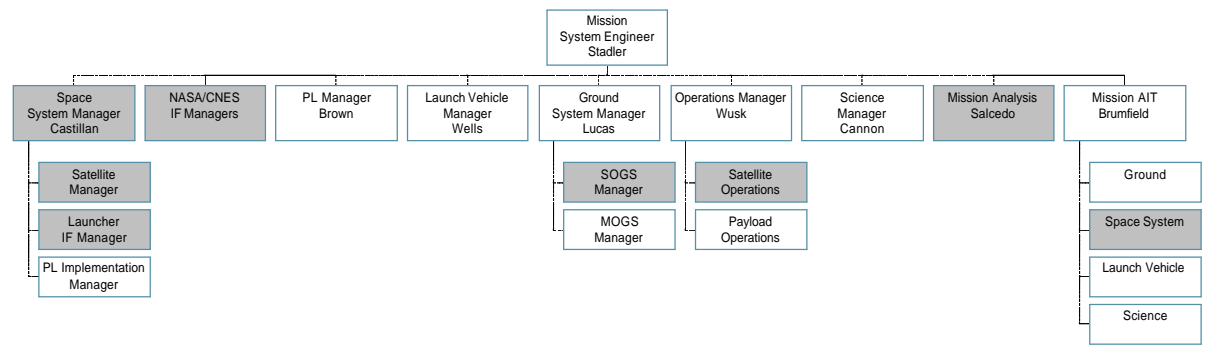 Mission
System Engineer
Stadler
Space
System Manager
Castillan
NASA/CNES
IF Managers
PL Manager
Brown
Launch Vehicle
Manager
Wells
Ground
System Manager
Lucas
Operations Manager
Wusk
Science
Manager
Cannon
Mission Analysis
Salcedo
Mission AIT
Brumfield
Satellite
Manager
Launcher
IF Manager
PL Implementation
Manager
SOGS
Manager
MOGS
Manager
Satellite
Operations
Payload
Operations
Ground
Space System
Launch Vehicle
Science